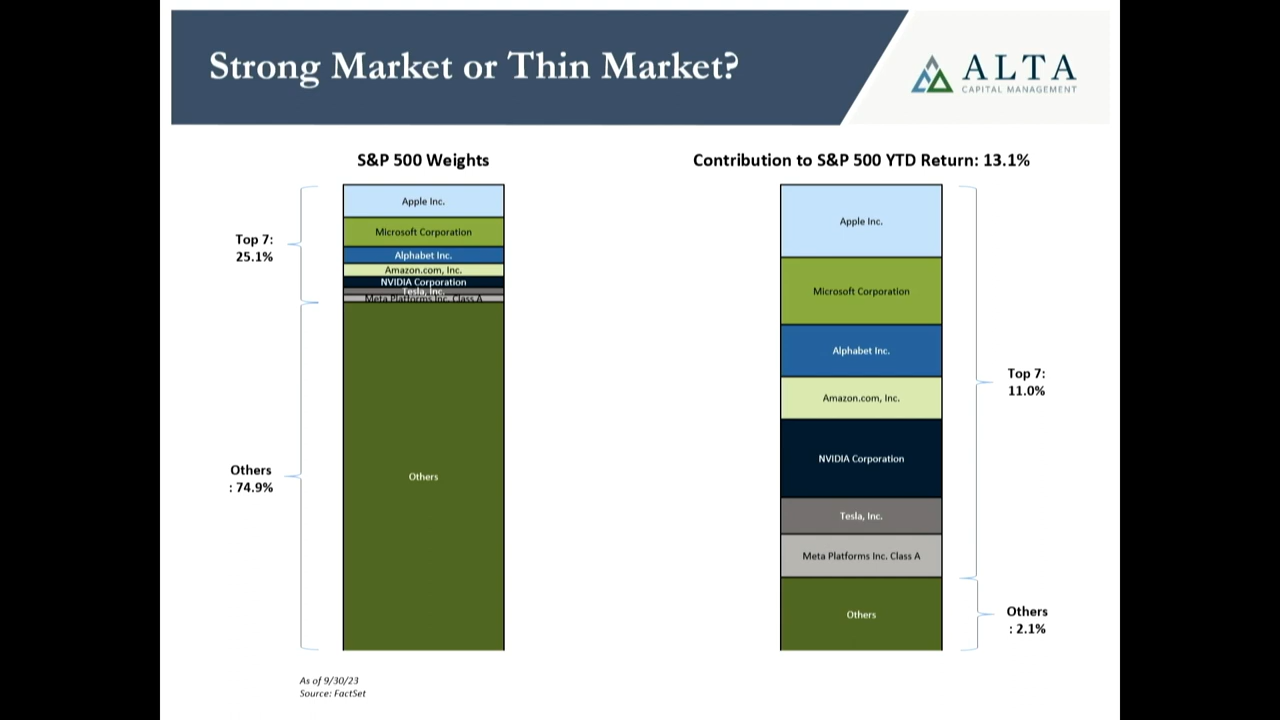 Strong Market or Thin Market?
ALTA
CAPITAL MANAGEMENT
S&P 500 Weights
Apple Inc.
Microsoft Corporation
Alphabet Inc.
Amazon.com, Inc.
NVIDIA Corporation
Tesla, Inc.
Meta Platforms Inc. Class A
Others
Top 7:
25.1%
Others
: 74.9%
Contribution to S&P 500 YTD Return: 13.1%
Apple Inc.
Microsoft Corporation
Alphabet Inc.
Amazon.com, Inc.
NVIDIA Corporation
Tesla, Inc.
Meta Platforms Inc. Class A
Others
Top 7:
11.0%
Others
: 2.1%
As of 9/30/23
Source: FactSet